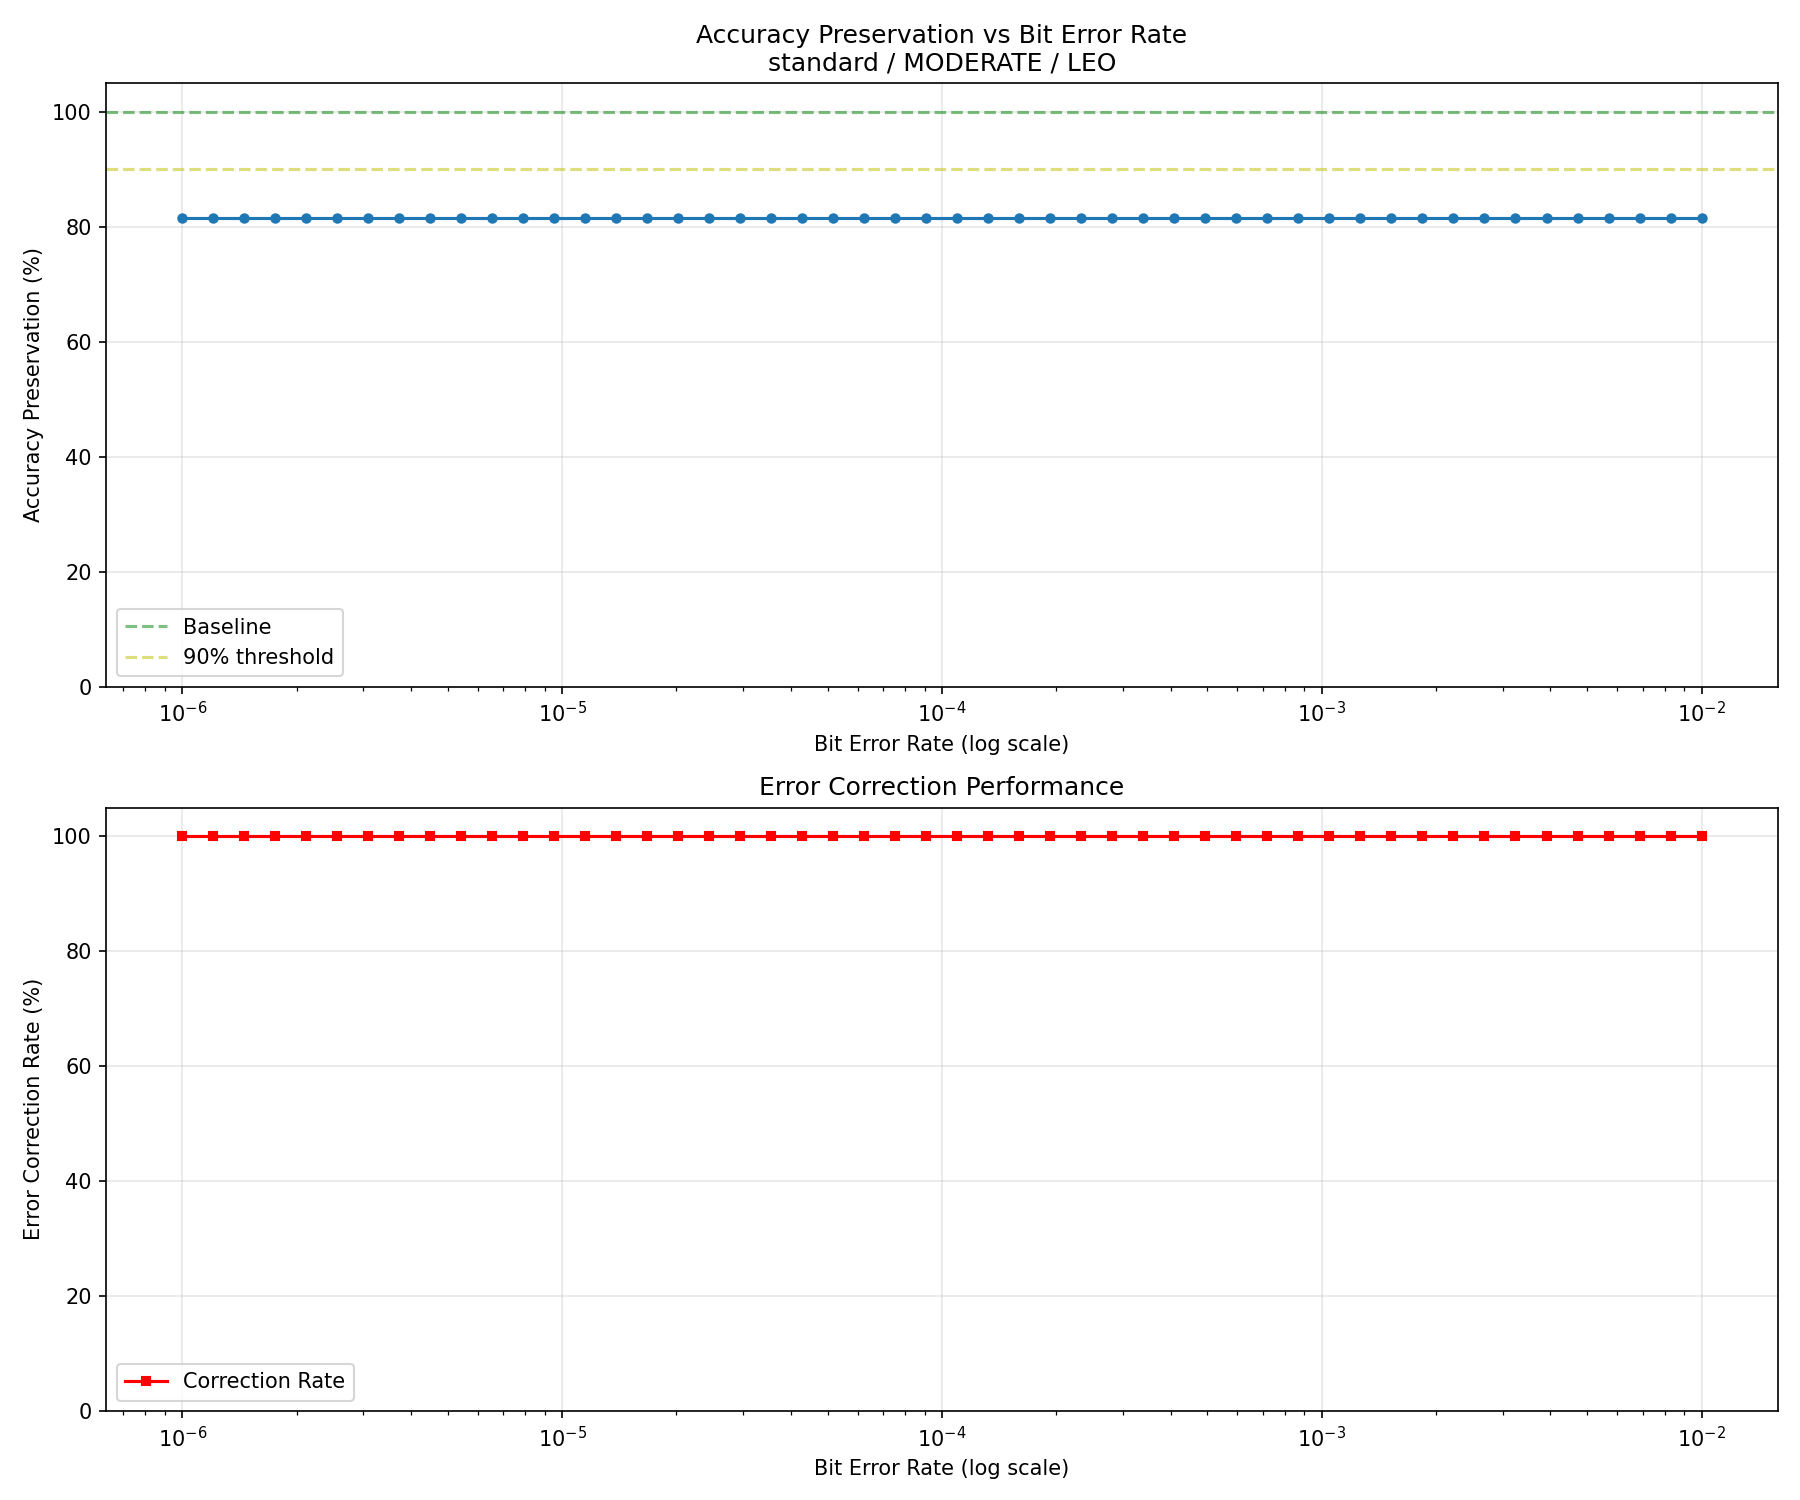 Accuracy Preservation vs Bit Error Rate
standard / MODERATE / LEO
Accuracy Preservation (%)
100
80
60
40
20
0
Baseline
90% threshold
10⁻⁶ 10⁻⁵ 10⁻⁴ 10⁻³ 10⁻²
Bit Error Rate (log scale)
Error Correction Performance
Error Correction Rate (%)
100
80
60
40
20
0
Correction Rate
10⁻⁶ 10⁻⁵ 10⁻⁴ 10⁻³ 10⁻²
Bit Error Rate (log scale)